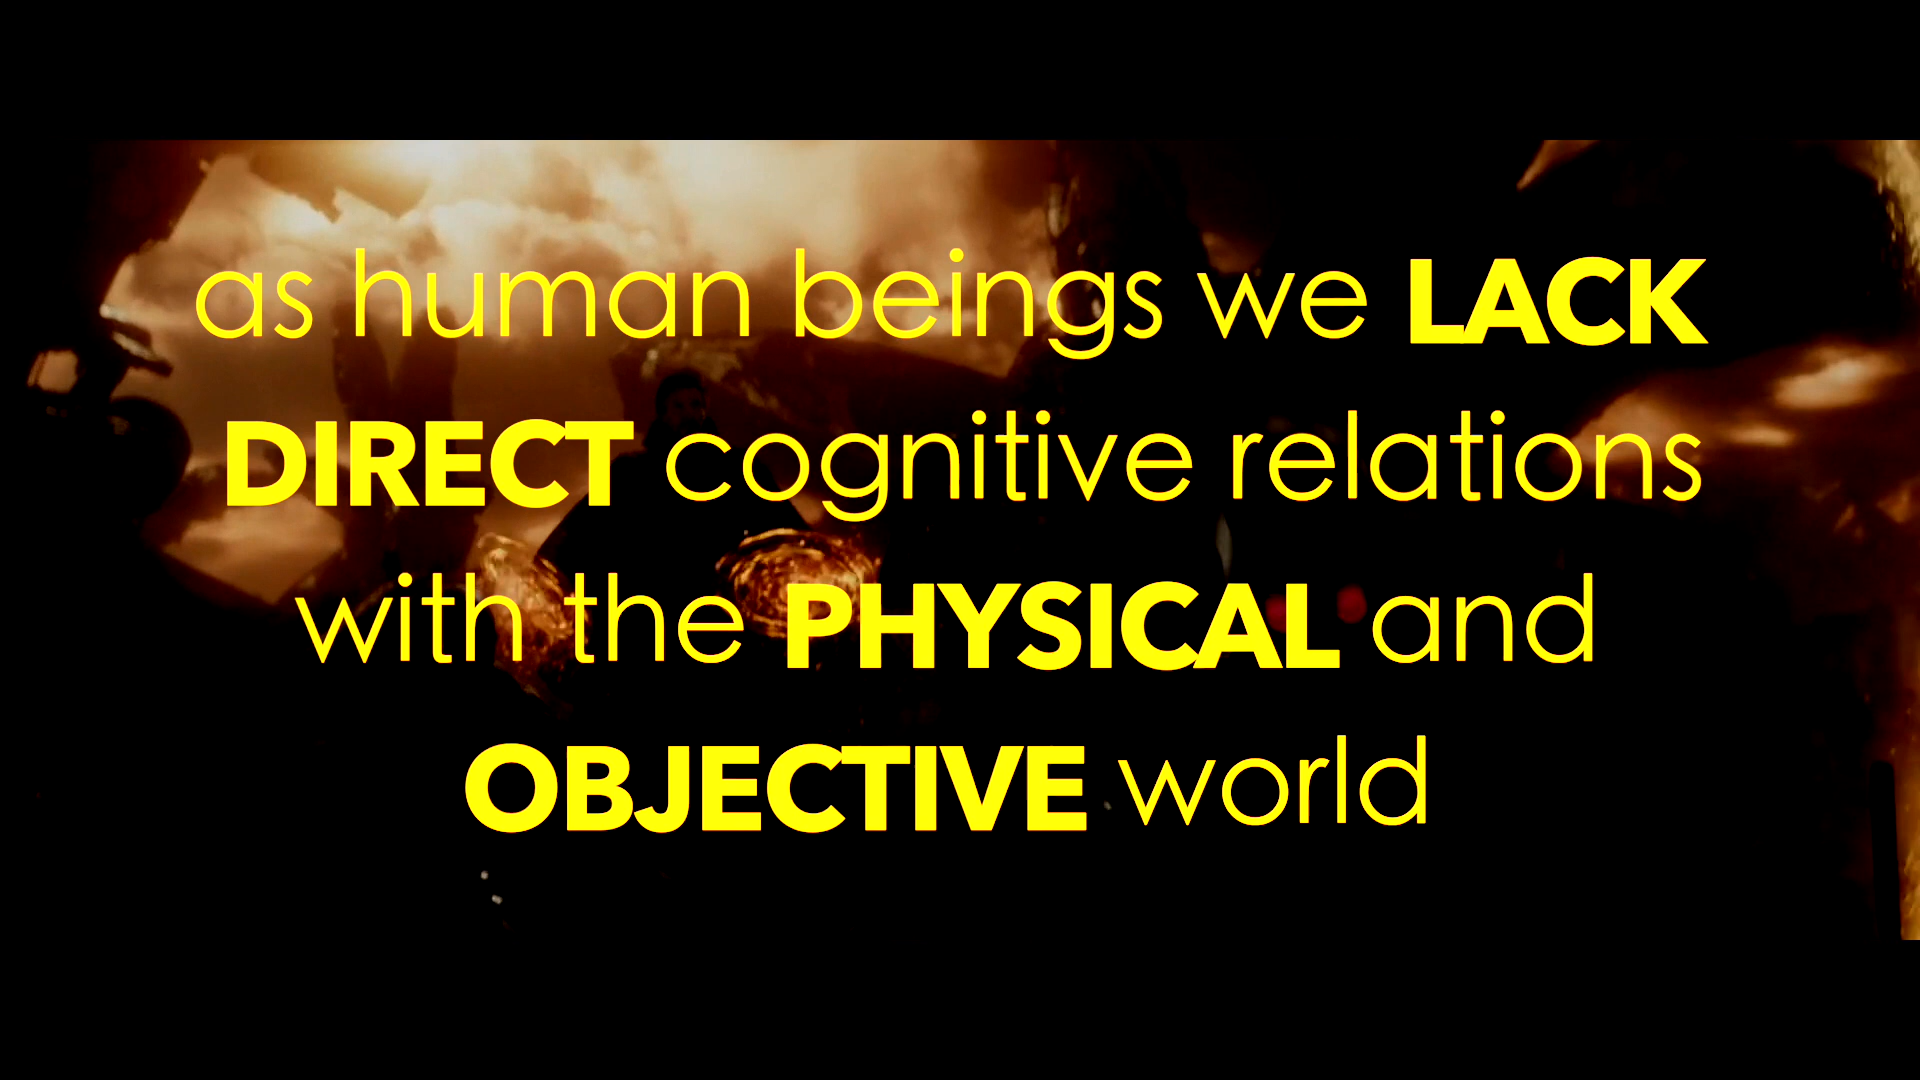 as human beings we LACK
DIRECT cognitive relations
with the PHYSICAL and
OBJECTIVE world